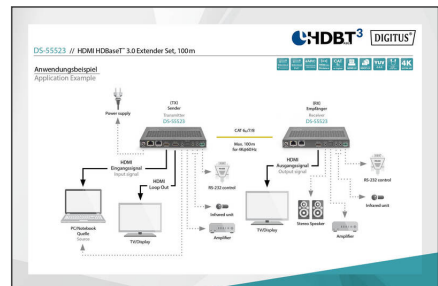 HDBT³
DIGITUS®
DS-55523 // HDMI HDBaseT™ 3.0 Extender Set, 100 m
YUV
4K
Anwendungsbeispiel
Application Example
Power supply
(TX)
Sender
Transmitter
DS-55523
CAT 6A/7/8
Max. 100m
for 4K@60Hz
(RX)
Empfänger
Receiver
DS-55523
HDMI
Eingangssignal
Input signal
HDMI
Loop Out
RS-232 control
Infrared unit
Amplifier
PC/Notebook
Quelle
Source
TV/Display
HDMI
Ausgangssignal
Output signal
TV/Display
Stereo Speaker
RS-232 control
Infrared unit
Amplifier